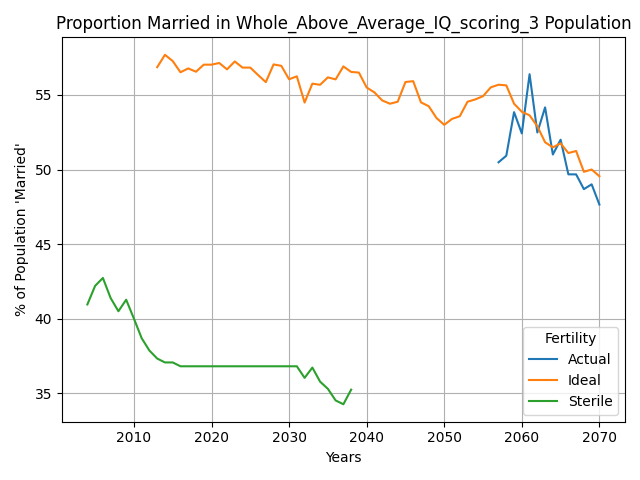 Proportion Married in Whole_Above_Average_IQ_scoring_3 Population
% of Population 'Married'
55
50
45
40
35
2010 2020 2030 2040 2050 2060 2070
Years
Fertility
Actual
Ideal
Sterile